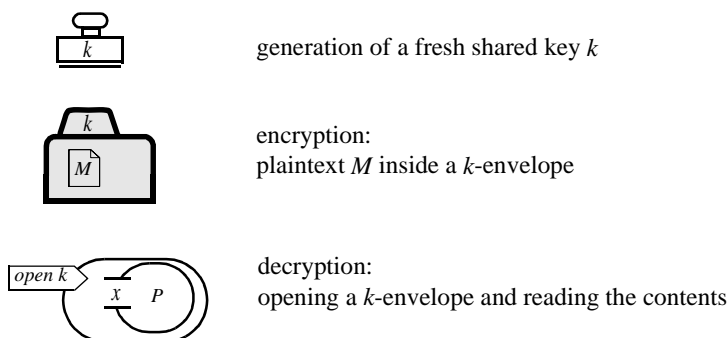 k
generation of a fresh shared key k
k
M
encryption:
plaintext M inside a k-envelope
open k
x
P
decryption:
opening a k-envelope and reading the contents